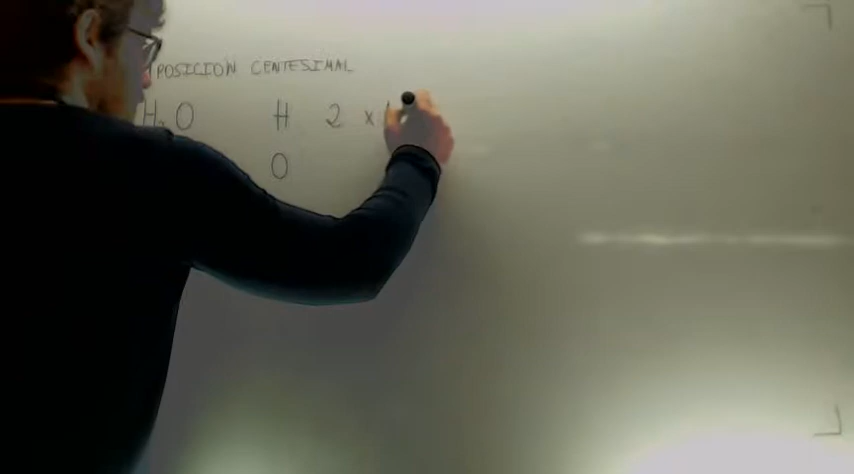 POSICION CENTESIMAL
H₂O H 2 x
O